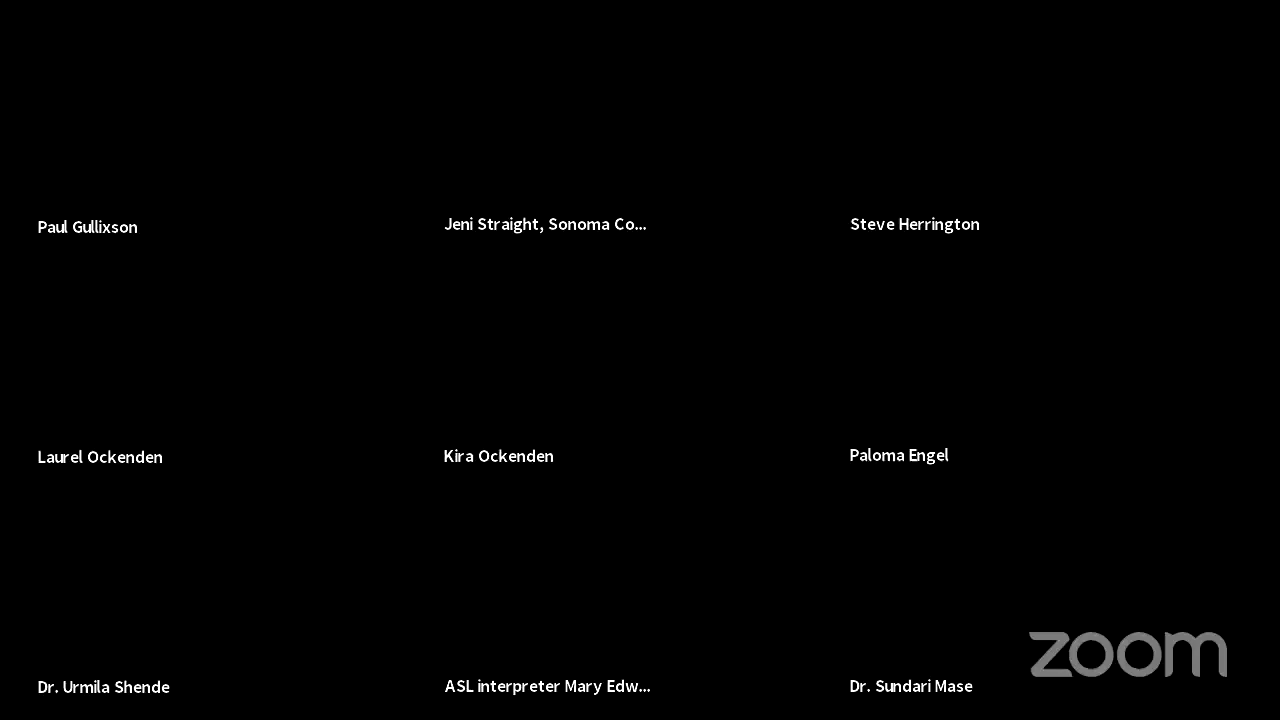 Paul Gullixson
Jeni Straight, Sonoma Co...
Steve Herrington
Laurel Ockenden
Kira Ockenden
Paloma Engel
Dr. Urmila Shende
ASL interpreter Mary Edw...
Dr. Sundari Mase
zoom